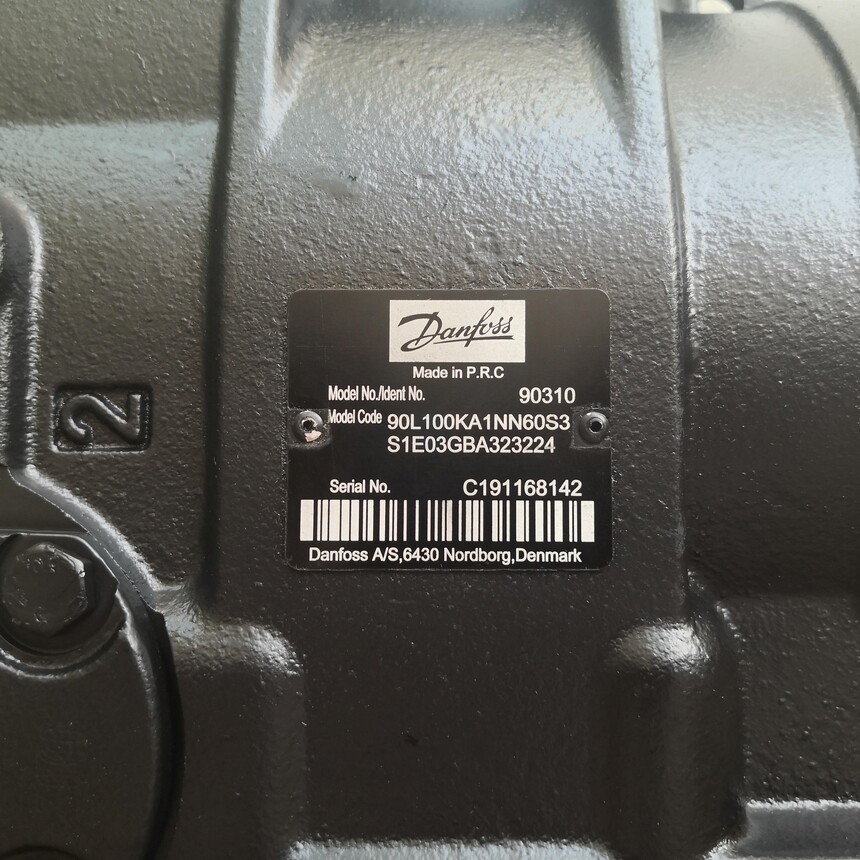 Danfoss
Made in P.R.C
Model No./Ident No. 90310
Model Code 90L100KA1NN60S3
S1E03GBA323224
Serial No. C191168142
Danfoss A/S,6430 Nordborg,Denmark
2